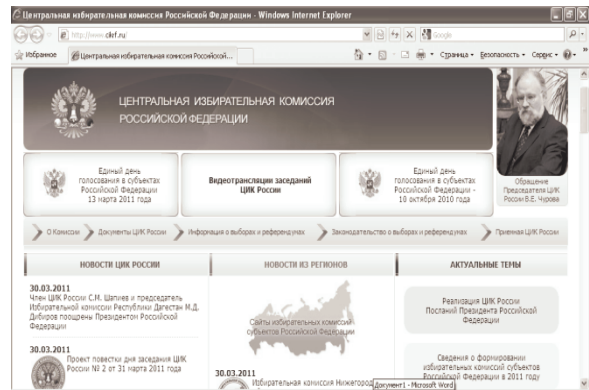 Центральная избирательная комиссия Российской Федерации - Windows Internet Explorer
http://www.cikrf.ru/
Google
Избранное
Центральная избирательная комиссия Российской...
Страница
Безопасность
Сервис
ЦЕНТРАЛЬНАЯ ИЗБИРАТЕЛЬНАЯ КОМИССИЯ
РОССИЙСКОЙ ФЕДЕРАЦИИ
Единый день
голосования в субъектах
Российской Федерации
13 марта 2011 года
Видеотрансляции заседаний
ЦИК России
Единый день
голосования в субъектах
Российской Федерации -
10 октября 2010 года
Обращение
Председателя ЦИК
России В.Е. Чурова
О Комиссии
Документы ЦИК России
Информация о выборах и референдумах
Законодательство о выборах и референдумах
Приемная ЦИК России
НОВОСТИ ЦИК РОССИИ
30.03.2011
Член ЦИК России С.М. Шапиев и председатель
Избирательной комиссии Республики Дагестан М.Д.
Дибиров поощрены Президентом Российской
Федерации
30.03.2011
Проект повестки дня заседания ЦИК
России № 2 от 31 марта 2011 года
НОВОСТИ ИЗ РЕГИОНОВ
Сайты избирательных комиссий
субъектов Российской Федерации
30.03.2011
Избирательная комиссия Нижегород
Документ1 - Microsoft Word
АКТУАЛЬНЫЕ ТЕМЫ
Реализация ЦИК России
Посланий Президента Российской
Федерации
Сведения о формировании
избирательных комиссий субъектов
Российской Федерации в 2011 году